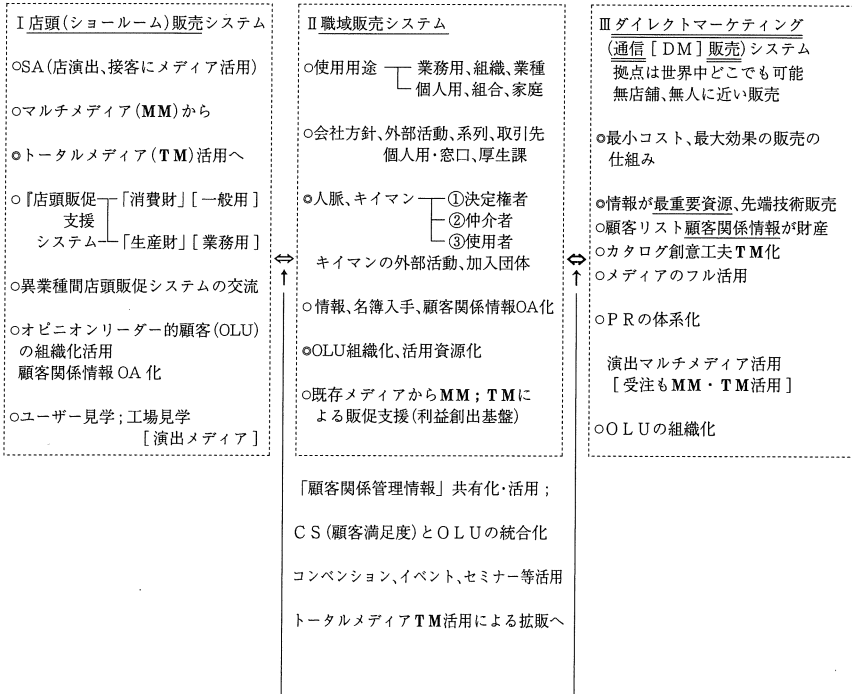 Ⅰ店頭(ショールーム)販売システム
○SA(店演出、接客にメディア活用)
○マルチメディア(MM)から
◎トータルメディア(TM)活用へ
○『店頭販促「消費財」[一般用]
支援
システム「生産財」[業務用]
○異業種間店頭販促システムの交流
○オピニオンリーダー的顧客(OLU)
の組織化活用
顧客関係情報OA化
○ユーザー見学;工場見学
[演出メディア]
⇔
↑
Ⅱ職域販売システム
○使用用途 業務用、組織、業種
個人用、組合、家庭
○会社方針、外部活動、系列、取引先
個人用・窓口、厚生課
◎人脈、キイマン ①決定権者
②仲介者
③使用者
キイマンの外部活動、加入団体
○情報、名簿入手、顧客関係情報OA化
◎OLU組織化、活用資源化
○既存メディアからMM;TMに
よる販促支援(利益創出基盤)
⇔
↑
Ⅲダイレクトマーケティング
(通信[DM]販売)システム
拠点は世界中どこでも可能
無店舗、無人に近い販売
◎最小コスト、最大効果の販売の
仕組み
◎情報が最重要資源、先端技術販売
○顧客リスト顧客関係情報が財産
○カタログ創意工夫TM化
○メディアのフル活用
○PRの体系化
演出マルチメディア活用
[受注もMM・TM活用]
○OLUの組織化
「顧客関係管理情報」共有化・活用;
CS(顧客満足度)とOLUの統合化
コンベンション、イベント、セミナー等活用
トータルメディアTM活用による拡販へ